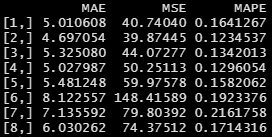 MAE MSE MAPE
[1,] 5.010608 40.74040 0.1641267
[2,] 4.697054 39.87445 0.1234537
[3,] 5.325080 44.07277 0.1342013
[4,] 5.027987 50.25113 0.1296054
[5,] 5.481248 59.97578 0.1582062
[6,] 8.122557 148.41589 0.1923376
[7,] 7.135592 79.80392 0.2161758
[8,] 6.030262 74.37512 0.1714316